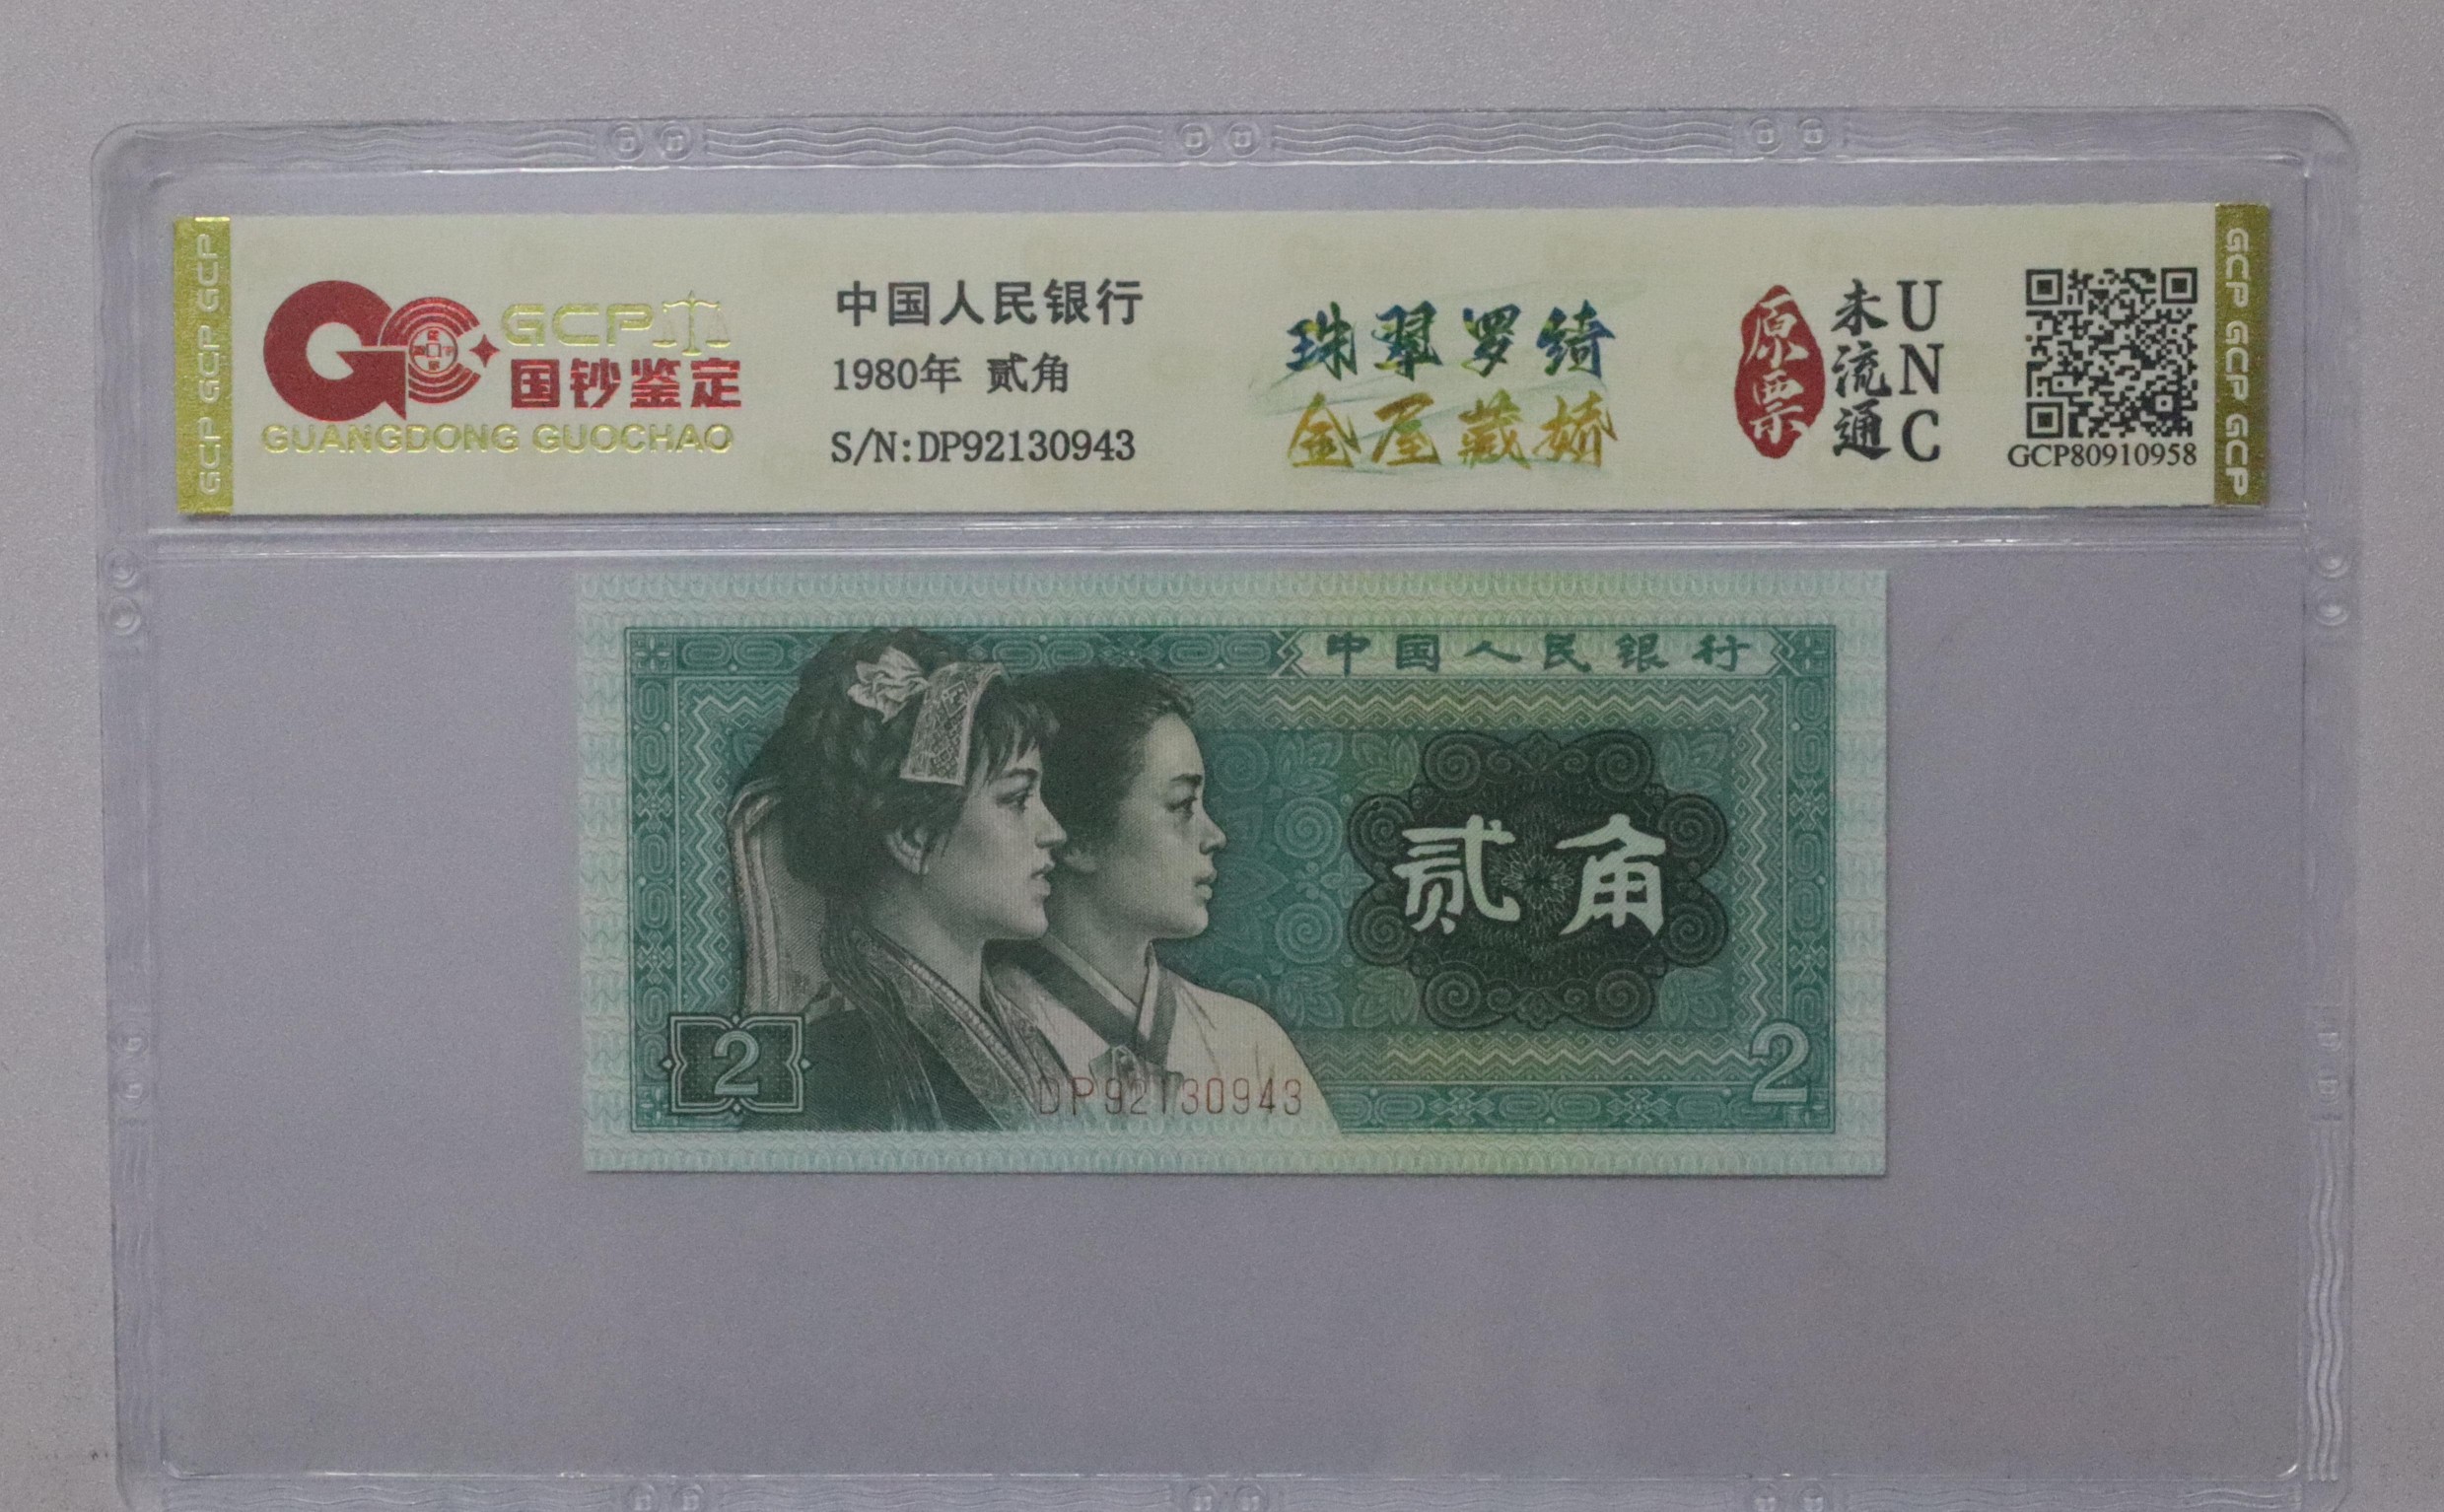 GCP GCP GCP
GCP
国钞鉴定
GUANGDONG GUOCHAO
中国人民银行
1980年 贰角
S/N:DP92130943
珠翠罗绮
金屋藏娇
原票
未流通
UNC
GCP80910958
GCP GCP GCP
中国人民银行
贰角
2
2
DP92130943